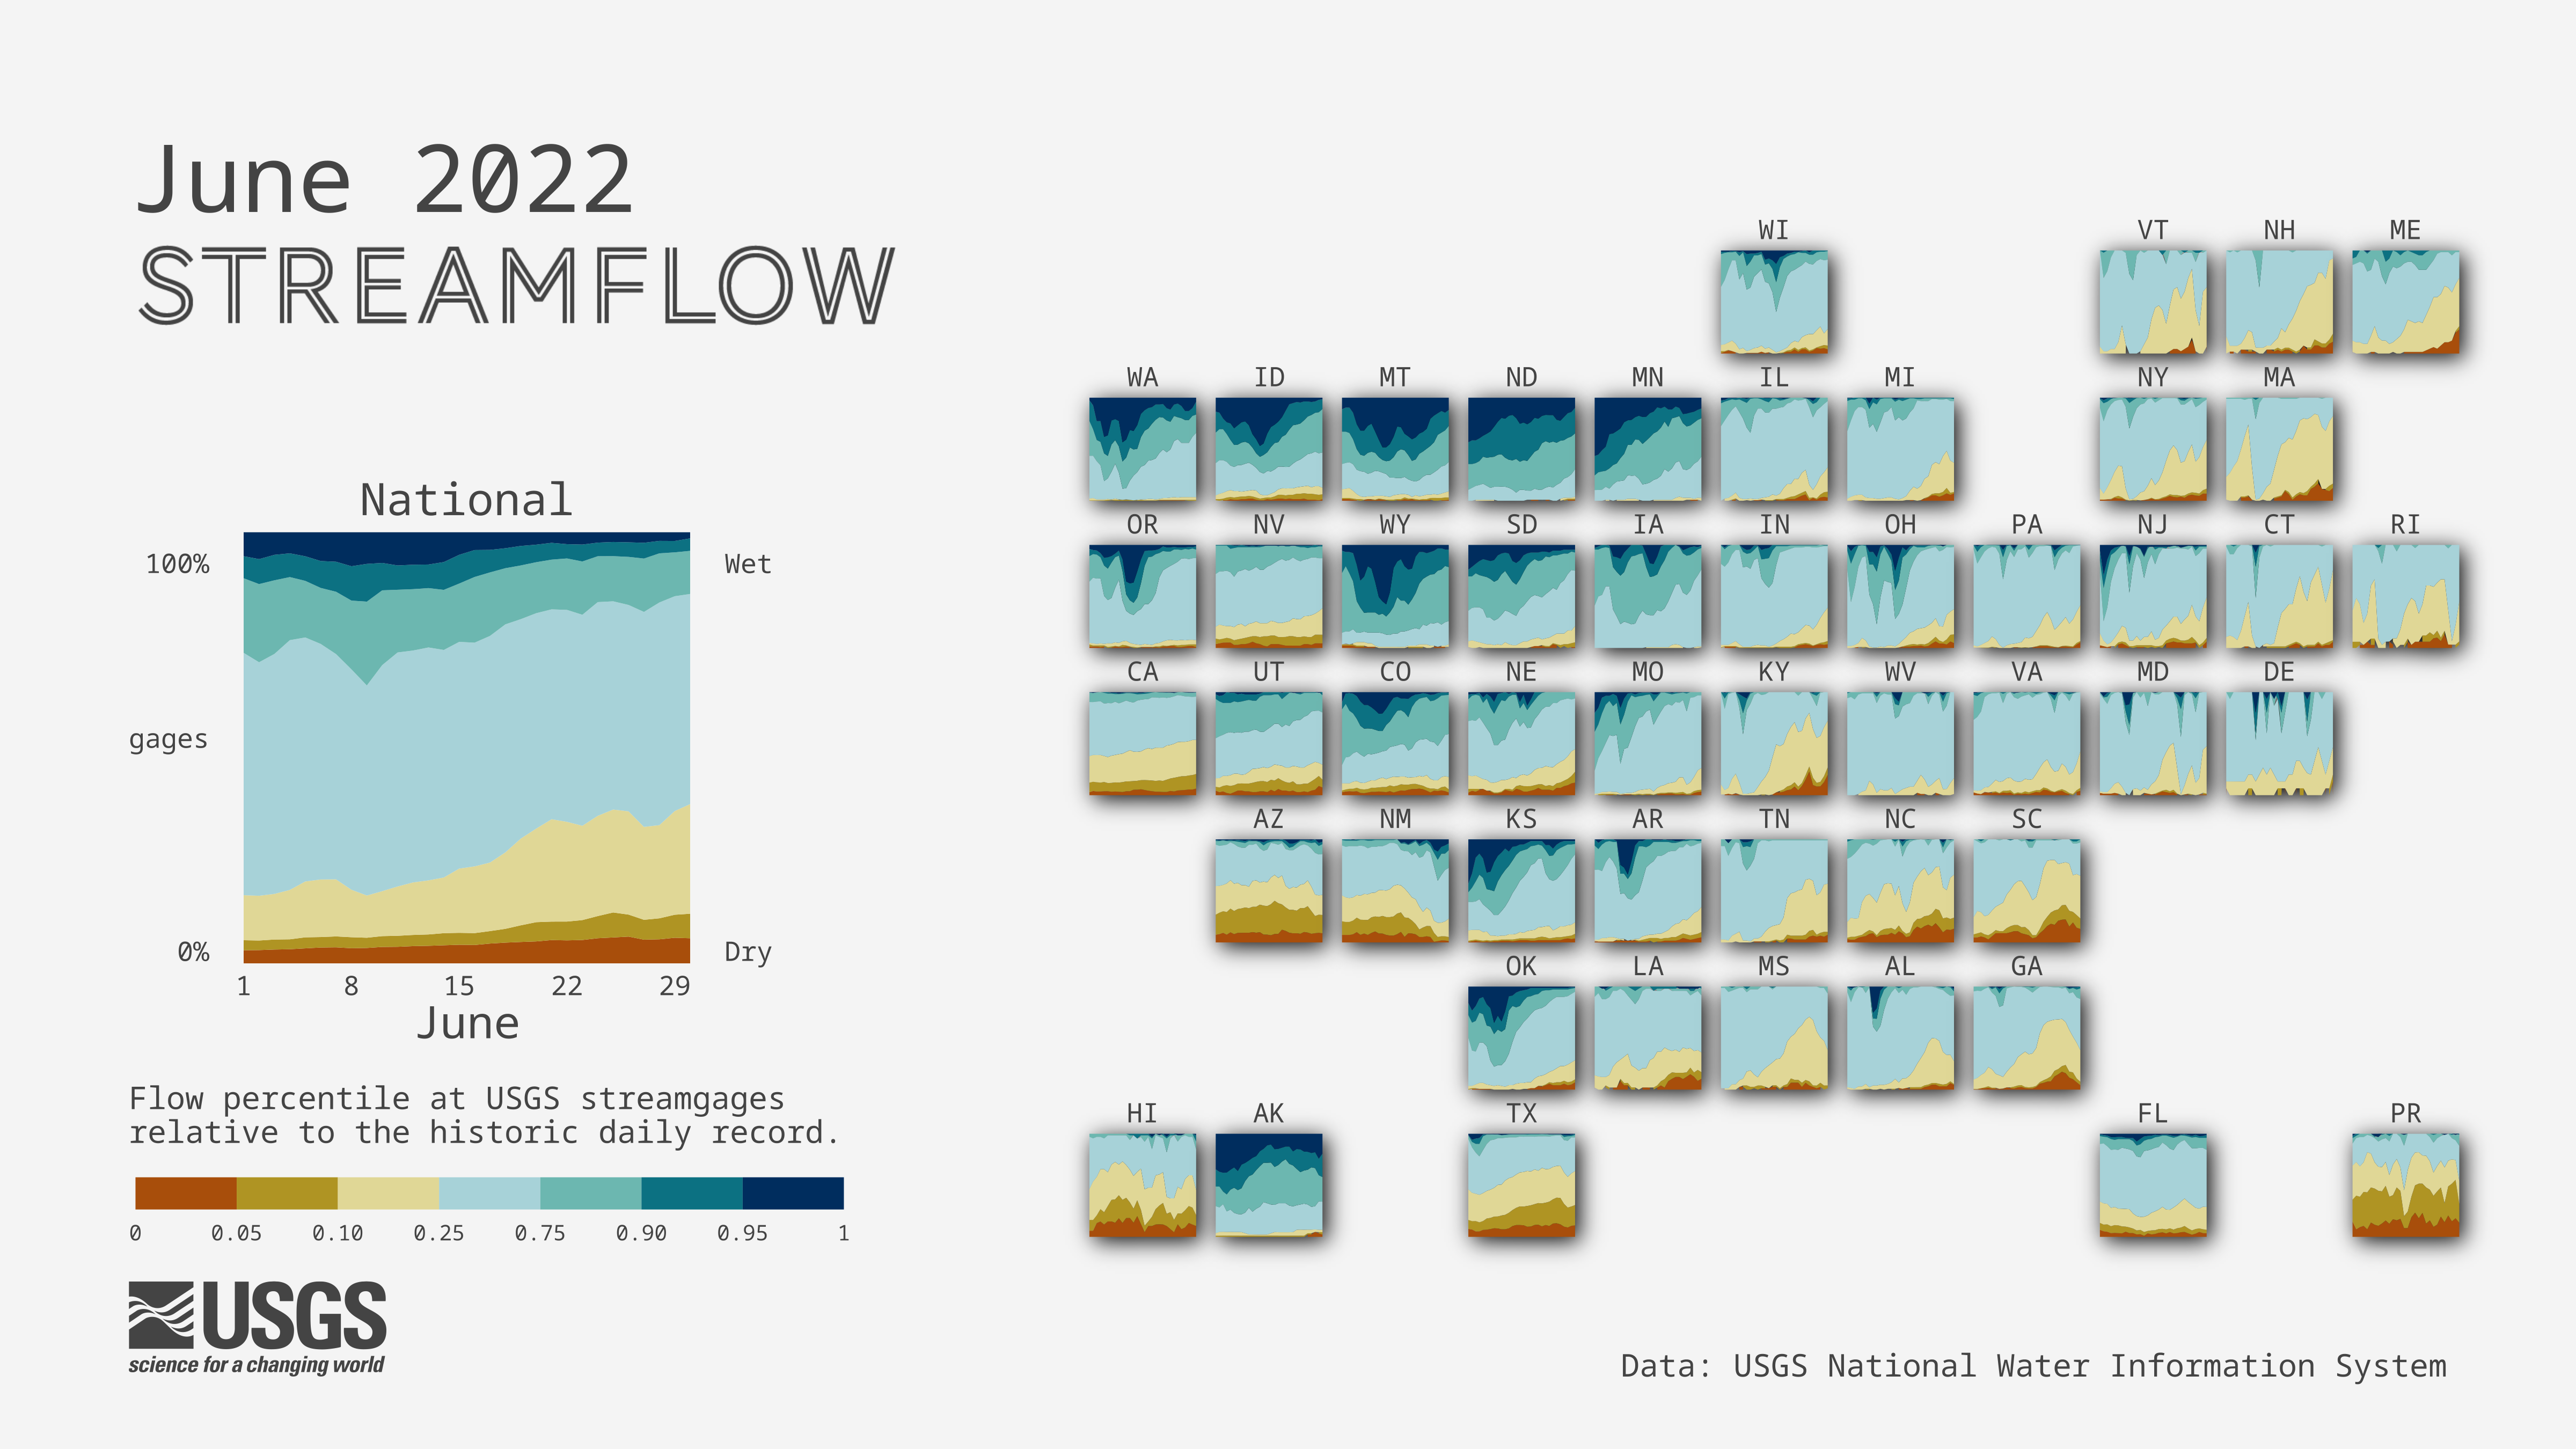 June 2022
STREAMFLOW
National
100%
Wet
gages
0%
Dry
1 8 15 22 29
June
Flow percentile at USGS streamgages
relative to the historic daily record.
0 0.05 0.10 0.25 0.75 0.90 0.95 1
USGS
science for a changing world
WI VT NH ME
WA ID MT ND MN IL MI NY MA
OR NV WY SD IA IN OH PA NJ CT RI
CA UT CO NE MO KY WV VA MD DE
AZ NM KS AR TN NC SC
OK LA MS AL GA
HI AK TX FL PR
Data: USGS National Water Information System